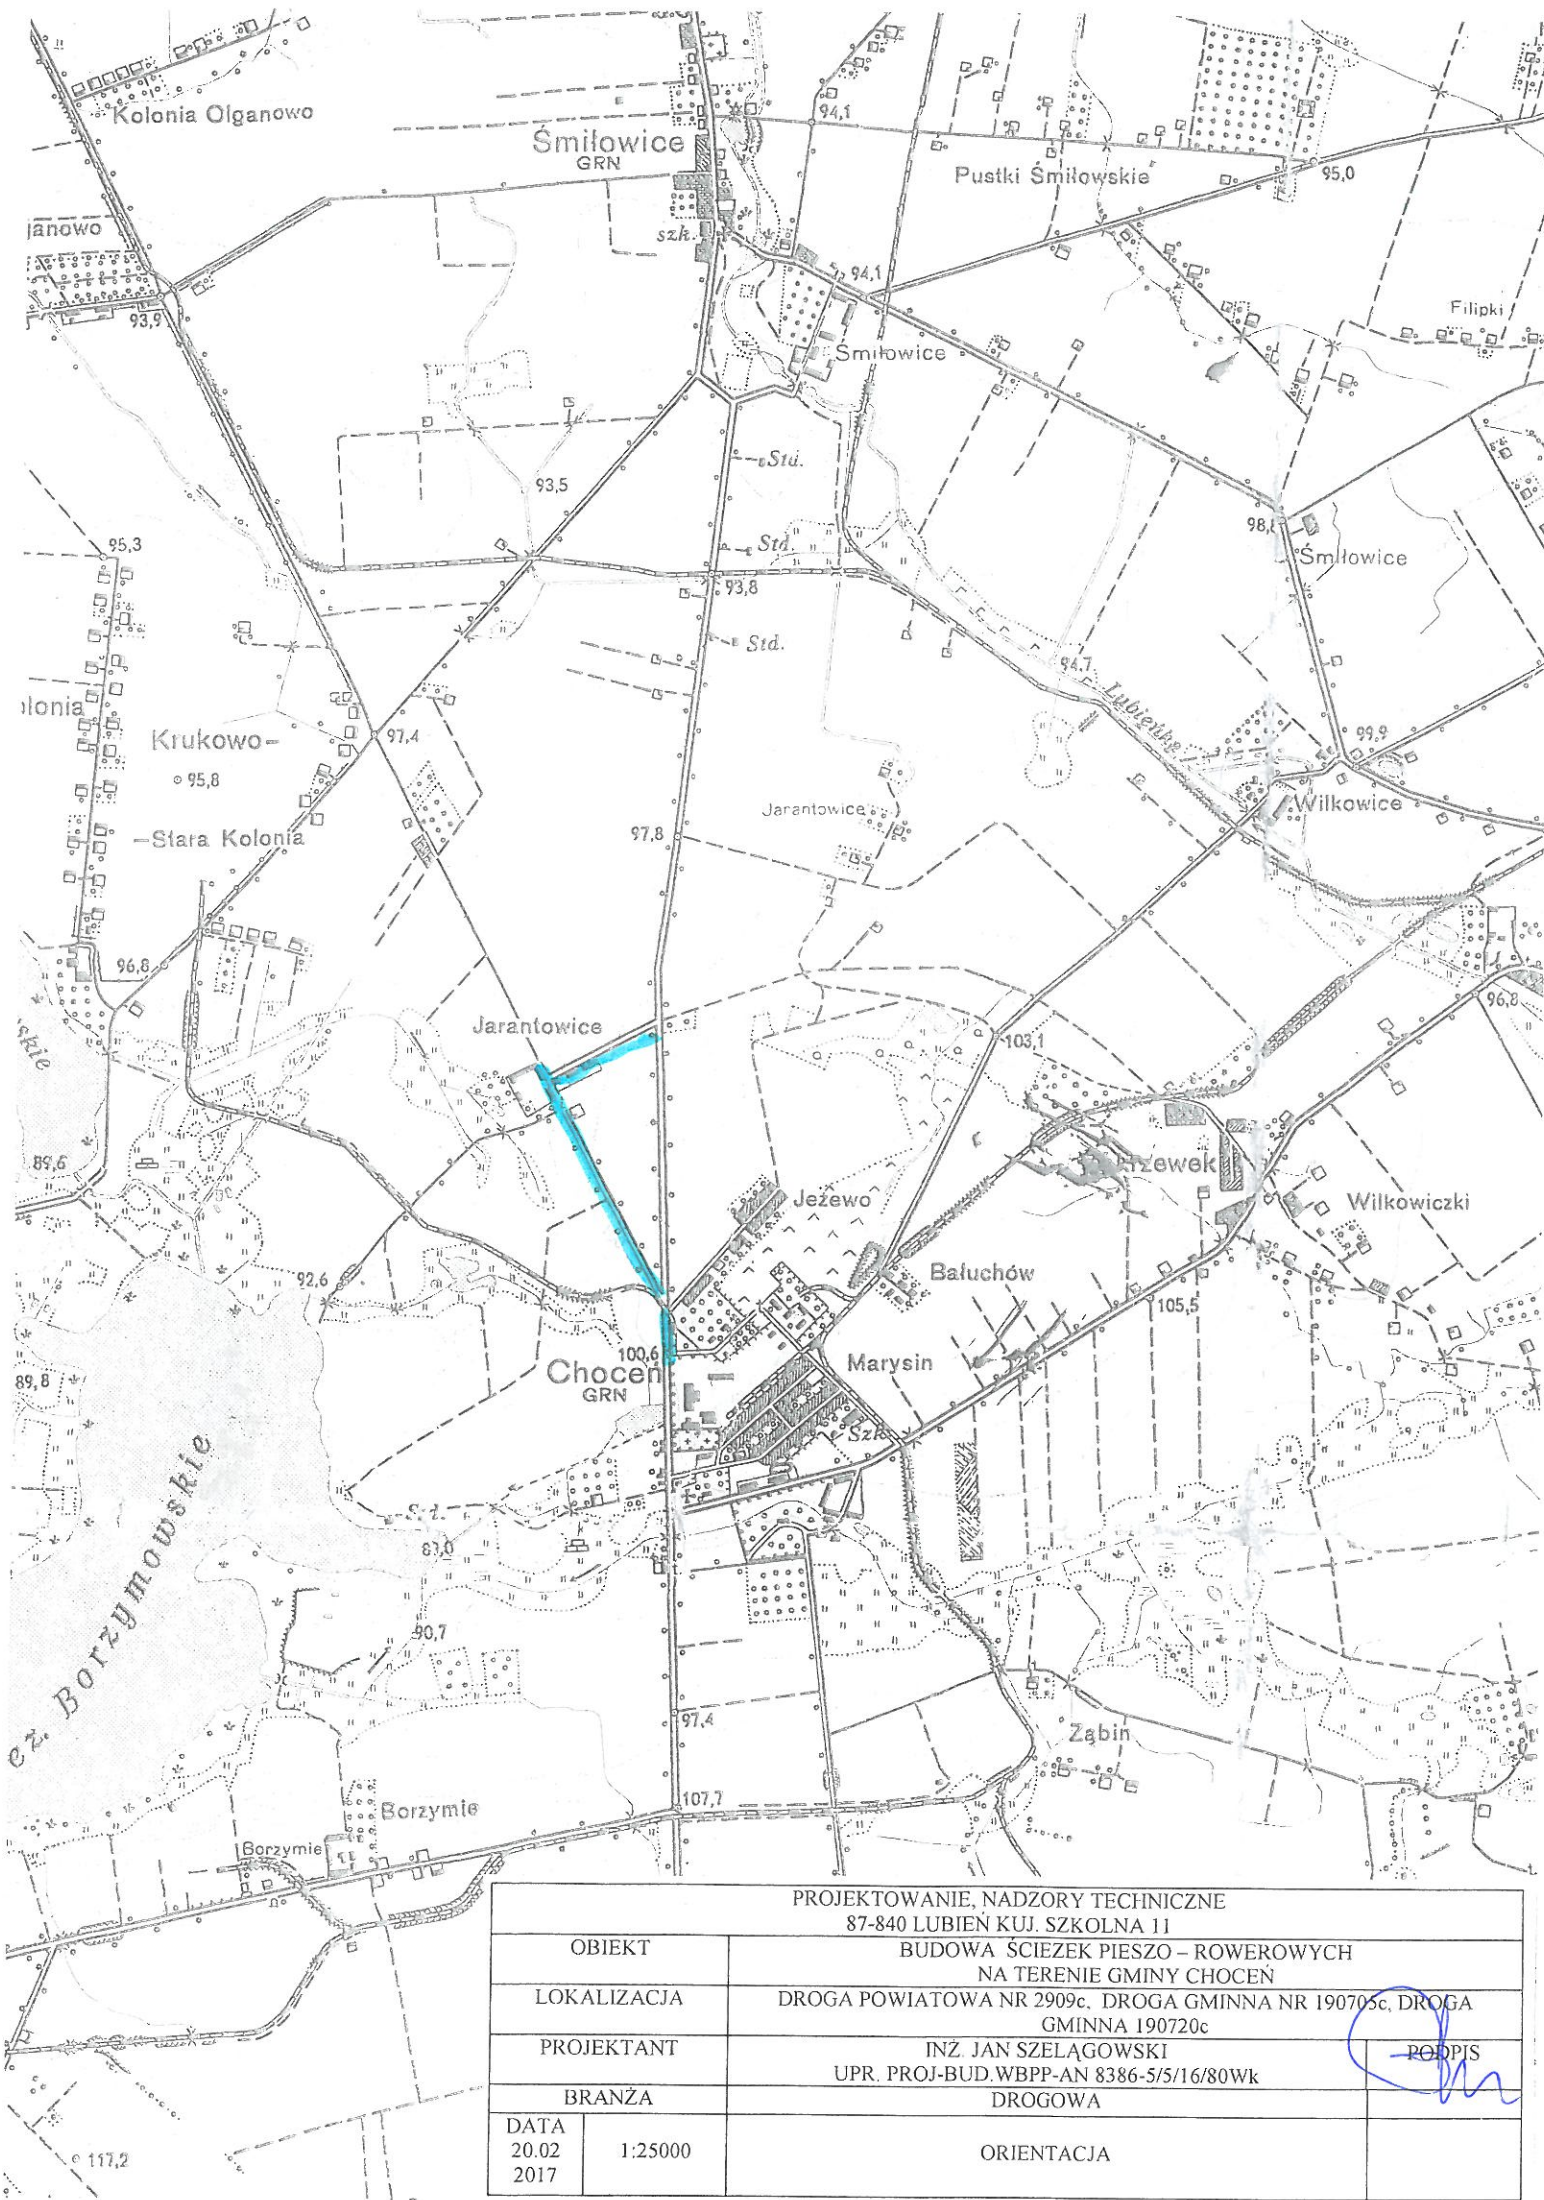 Kolonia Olganowo
Śmiłowice
GRN
94,1
Pustki Śmiłowskie
95,0
janowo
szk.
94,1
93,9
Filipki
Śmiłowice
Std.
93,5
98,8
95,3
Std.
Śmiłowice
93,8
Std.
94,7
lonia
Lubieńka
Krukowo-
97,4
99,9
95,8
Jarantowice
Wilkowice
-Stara Kolonia
97,8
96,8
96,8
skie
Jarantowice
103,1
89,6
rzewek
Jeżewo
Wilkowiczki
92,6
Bałuchów
105,5
100,6
Choceń
GRN
Marysin
89,8
Szk.
ez. Borzymowskie
90,7
97,4
Ząbin
107,7
Borzymie
Borzymie
PROJEKTOWANIE, NADZORY TECHNICZNE
87-840 LUBIEŃ KUJ. SZKOLNA 11
OBIEKT
BUDOWA ŚCIEZEK PIESZO – ROWEROWYCH
NA TERENIE GMINY CHOCEŃ
LOKALIZACJA
DROGA POWIATOWA NR 2909c, DROGA GMINNA NR 190705c, DROGA
GMINNA 190720c
PROJEKTANT
INŻ. JAN SZELĄGOWSKI
UPR. PROJ-BUD.WBPP-AN 8386-5/5/16/80Wk
PODPIS
BRANŻA
DROGOWA
DATA
20.02
2017
1:25000
ORIENTACJA
117,2